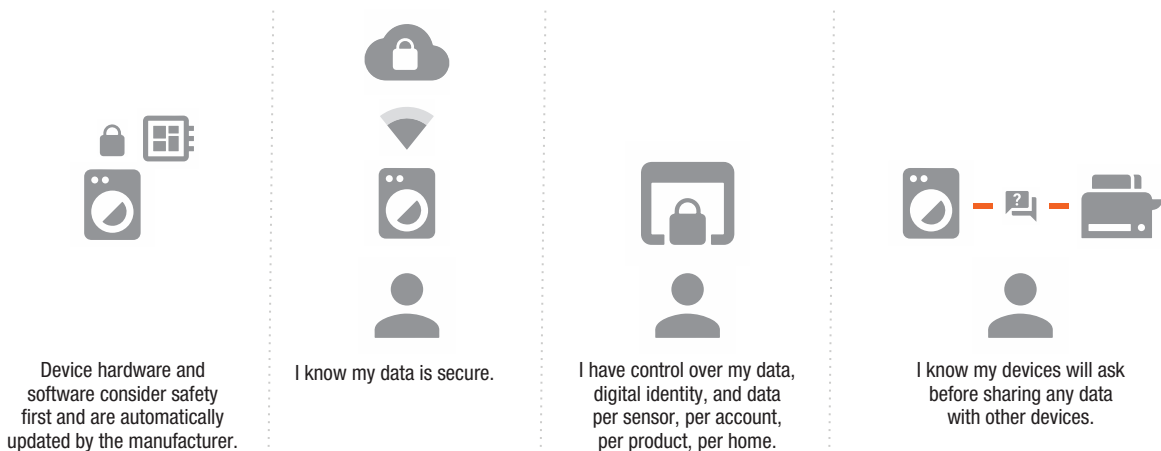 ?
Device hardware and
software consider safety
first and are automatically
updated by the manufacturer.
I know my data is secure.
I have control over my data,
digital identity, and data
per sensor, per account,
per product, per home.
I know my devices will ask
before sharing any data
with other devices.